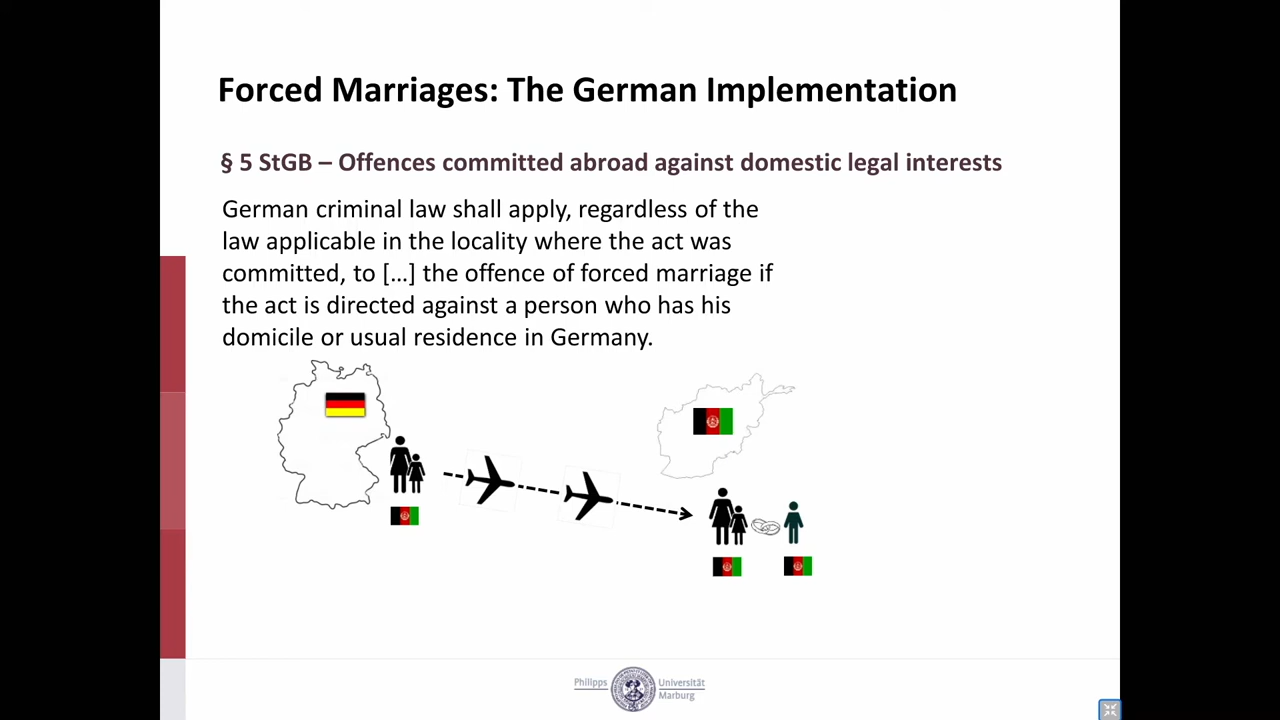 Forced Marriages: The German Implementation
§ 5 StGB – Offences committed abroad against domestic legal interests
German criminal law shall apply, regardless of the
law applicable in the locality where the act was
committed, to [...] the offence of forced marriage if
the act is directed against a person who has his
domicile or usual residence in Germany.
Philipps Universität
Marburg